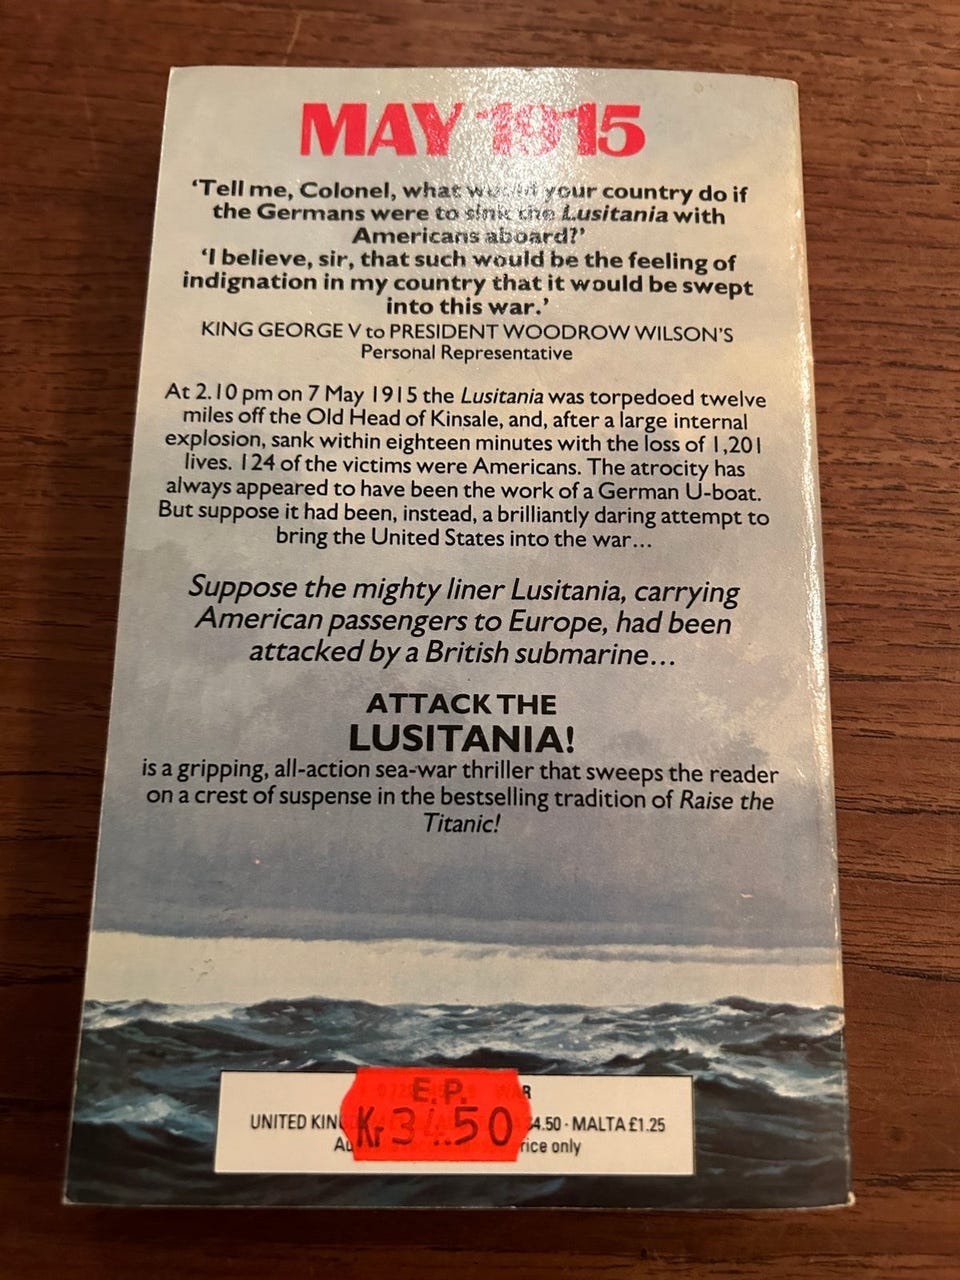 MAY 1915
'Tell me, Colonel, what would your country do if
the Germans were to sink the Lusitania with
Americans aboard?'
'I believe, sir, that such would be the feeling of
indignation in my country that it would be swept
into this war.'
KING GEORGE V to PRESIDENT WOODROW WILSON'S
Personal Representative
At 2.10 pm on 7 May 1915 the Lusitania was torpedoed twelve
miles off the Old Head of Kinsale, and, after a large internal
explosion, sank within eighteen minutes with the loss of 1,201
lives. 124 of the victims were Americans. The atrocity has
always appeared to have been the work of a German U-boat.
But suppose it had been, instead, a brilliantly daring attempt to
bring the United States into the war...
Suppose the mighty liner Lusitania, carrying
American passengers to Europe, had been
attacked by a British submarine...
ATTACK THE
LUSITANIA!
is a gripping, all-action sea-war thriller that sweeps the reader
on a crest of suspense in the bestselling tradition of Raise the
Titanic!
E.P. WAR
Kr 34.50
UNITED 4.50 · MALTA £1.25
only